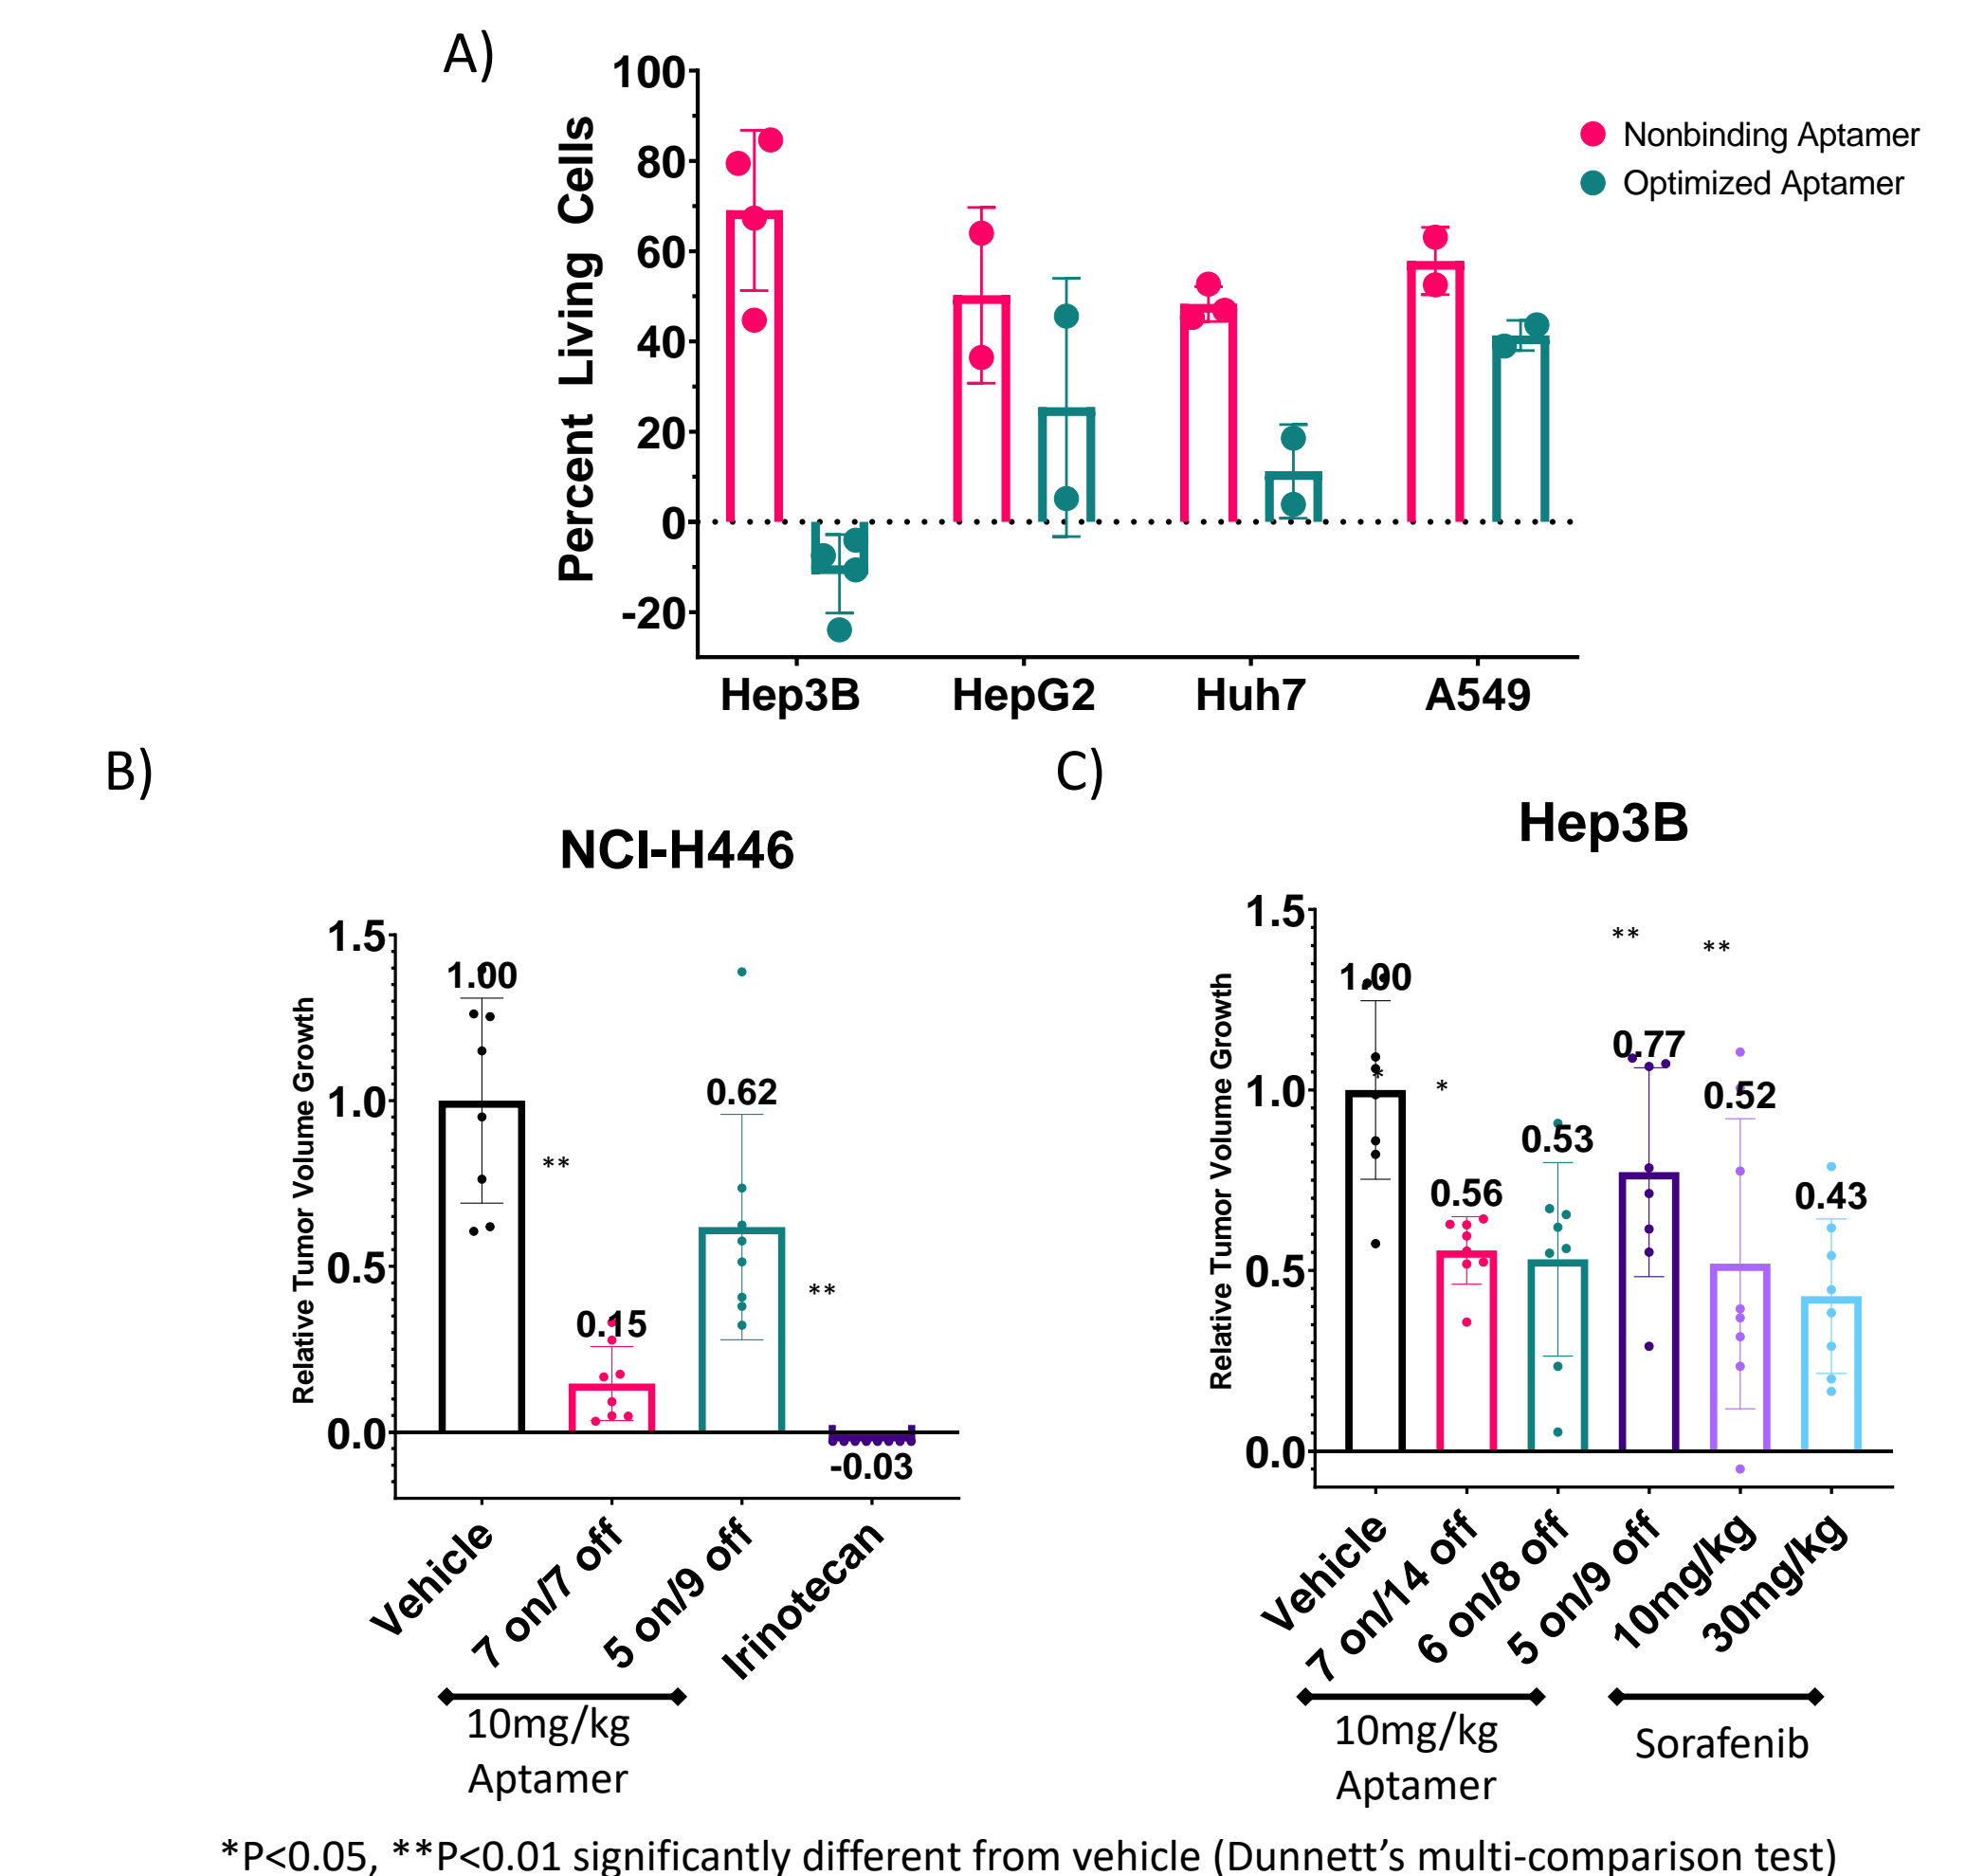 A)
100
80
60
40
20
0
-20
Percent Living Cells
Nonbinding Aptamer
Optimized Aptamer
Hep3B HepG2 Huh7 A549
B)
NCI-H446
1.5
1.0
0.5
0.0
Relative Tumor Volume Growth
1.00
**
0.15
0.62
**
-0.03
Vehicle
7 on/7 off
5 on/9 off
Irinotecan
10mg/kg
Aptamer
C)
Hep3B
1.5
1.0
0.5
0.0
Relative Tumor Volume Growth
1.00
*
*
0.56
0.53
**
0.77
**
0.52
0.43
Vehicle
7 on/14 off
6 on/8 off
5 on/9 off
10mg/kg
30mg/kg
10mg/kg
Aptamer
Sorafenib
*P<0.05, **P<0.01 significantly different from vehicle (Dunnett’s multi-comparison test)